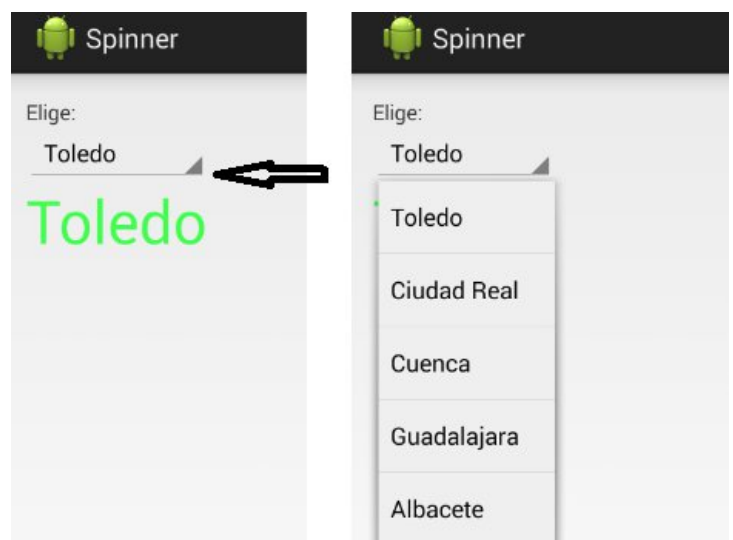 Spinner
Elige:
Toledo
Toledo
Spinner
Elige:
Toledo
Toledo
Ciudad Real
Cuenca
Guadalajara
Albacete